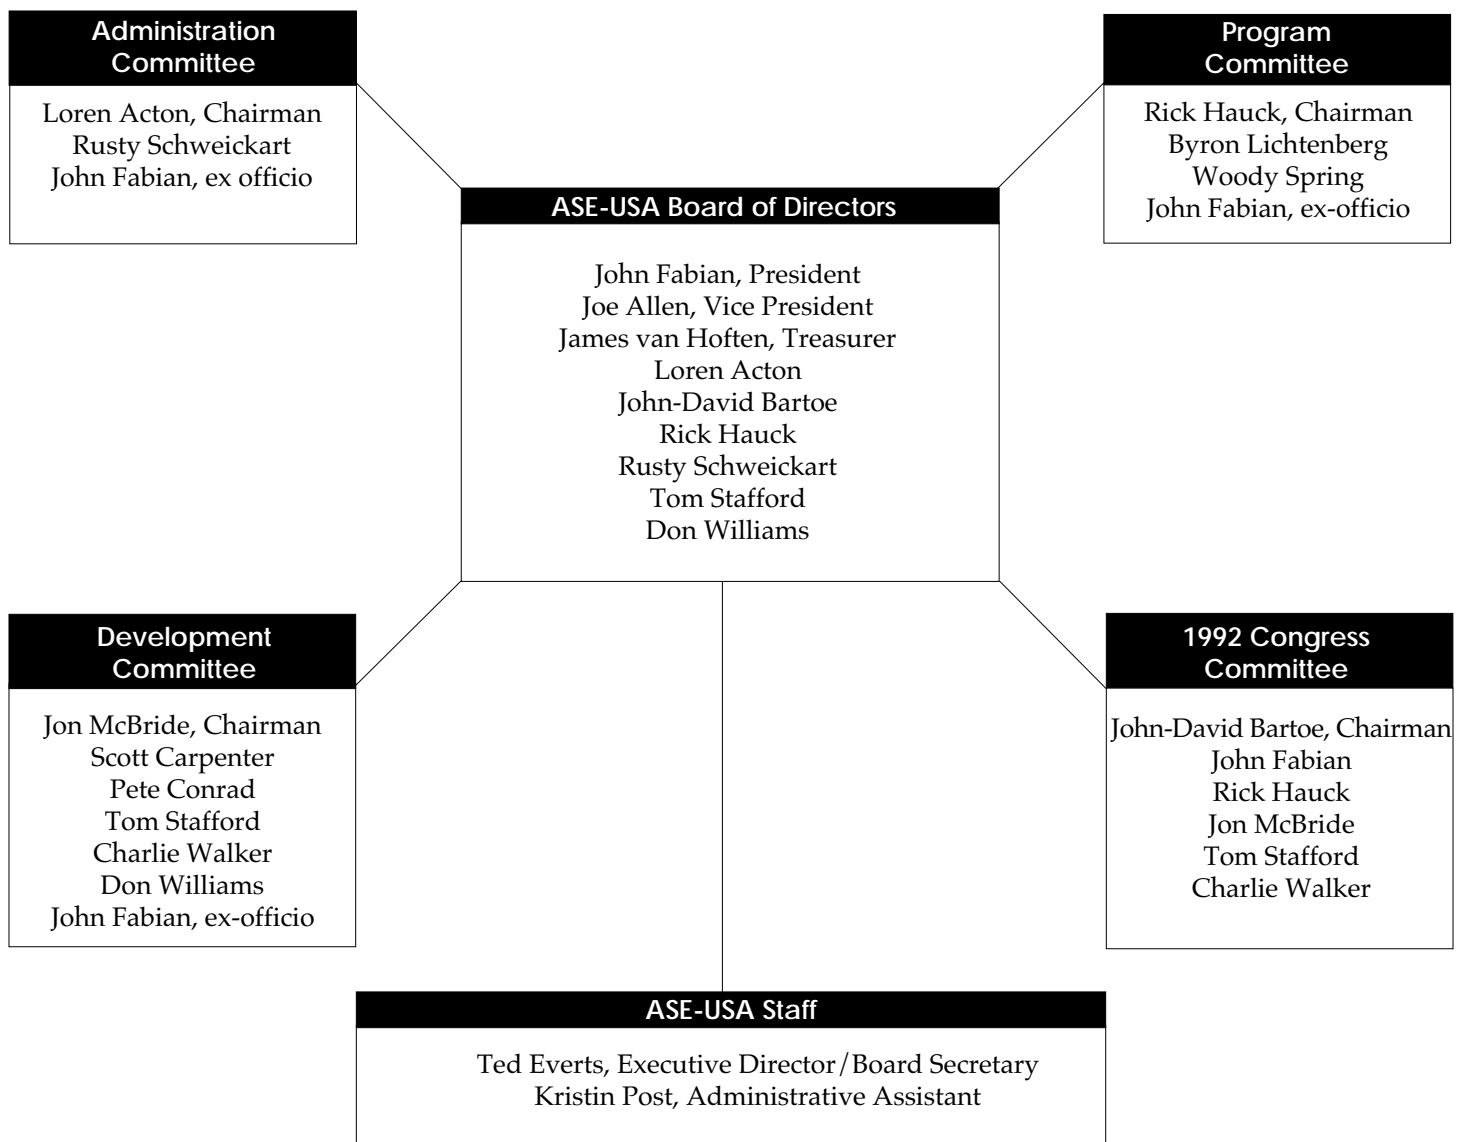 Administration
Committee
Loren Acton, Chairman
Rusty Schweickart
John Fabian, ex officio
Program
Committee
Rick Hauck, Chairman
Byron Lichtenberg
Woody Spring
John Fabian, ex-officio
ASE-USA Board of Directors
John Fabian, President
Joe Allen, Vice President
James van Hoften, Treasurer
Loren Acton
John-David Bartoe
Rick Hauck
Rusty Schweickart
Tom Stafford
Don Williams
Development
Committee
Jon McBride, Chairman
Scott Carpenter
Pete Conrad
Tom Stafford
Charlie Walker
Don Williams
John Fabian, ex-officio
1992 Congress
Committee
John-David Bartoe, Chairman
John Fabian
Rick Hauck
Jon McBride
Tom Stafford
Charlie Walker
ASE-USA Staff
Ted Everts, Executive Director/Board Secretary
Kristin Post, Administrative Assistant